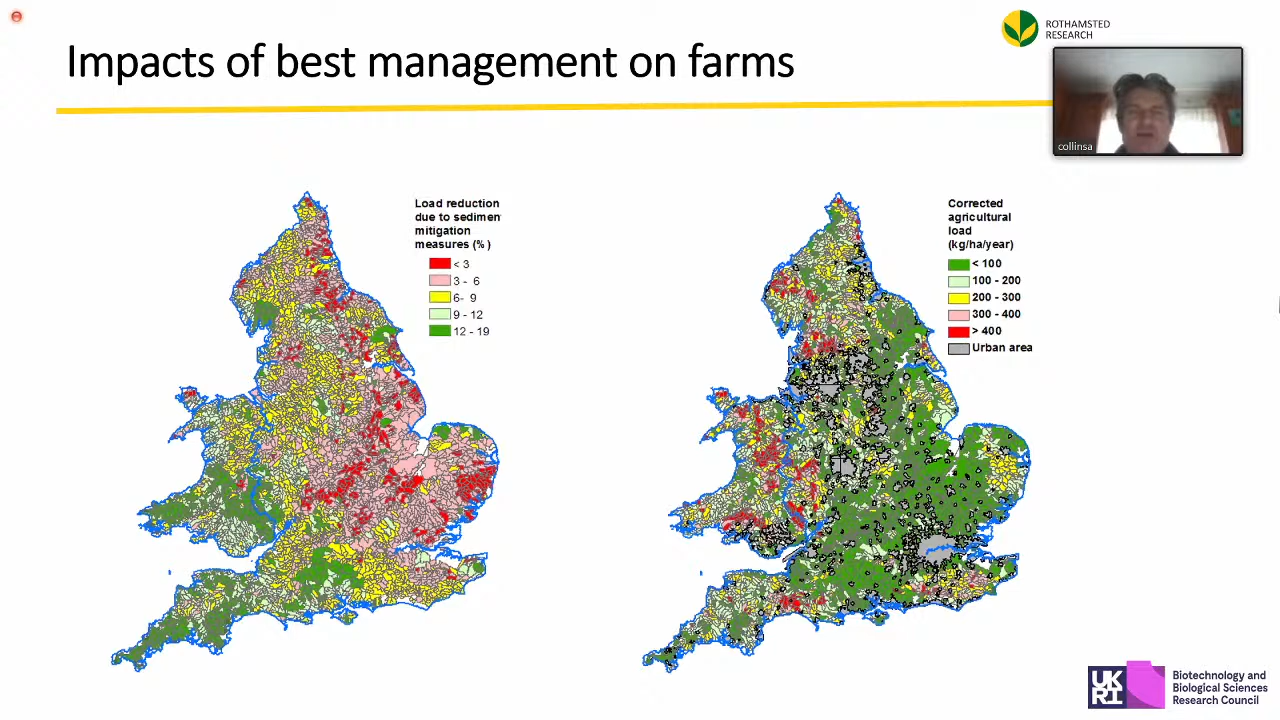 ROTHAMSTED
RESEARCH
Impacts of best management on farms
collinsa
Load reduction
due to sedimen
mitigation
measures (%)
< 3
3 - 6
6- 9
9 - 12
12 - 19
Corrected
agricultural
load
(kg/ha/year)
< 100
100 - 200
200 - 300
300 - 400
> 400
Urban area
UK
RI
Biotechnology and
Biological Sciences
Research Council